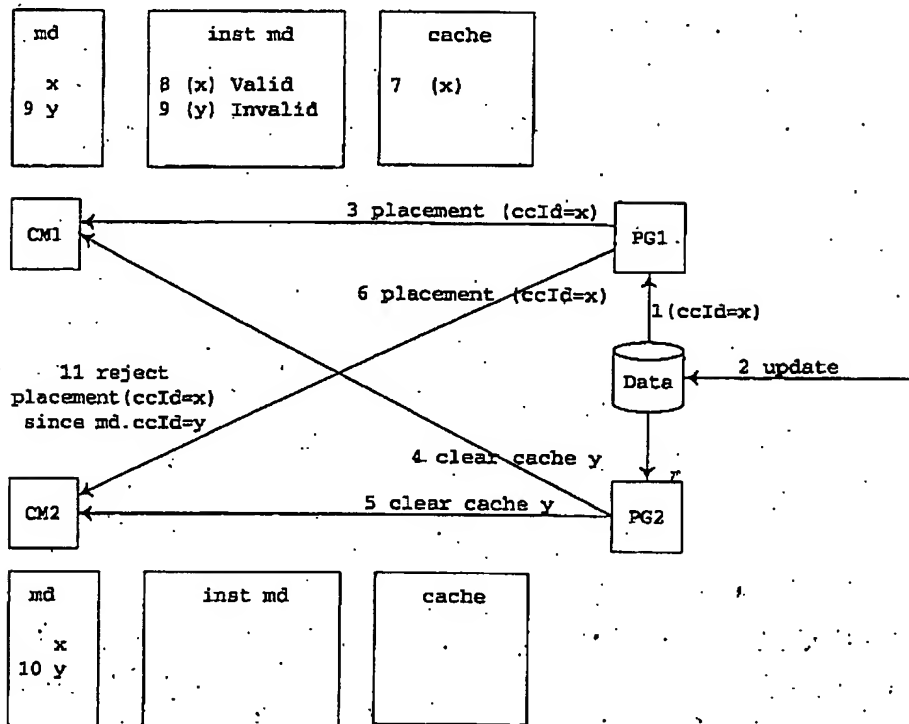 md
inst md
cache
x
8 (x) Valid
7 (x)
9 y
9 (y) Invalid
3 placement (ccId=x)
CM1
PG1
6 placement (ccId=x)
1(ccId=x)
2 update
11 reject
placement(ccId=x)
since md.ccId=y
Data
4 clear cache y
5 clear cache y
CM2
PG2
md
inst md
cache
x
10 y